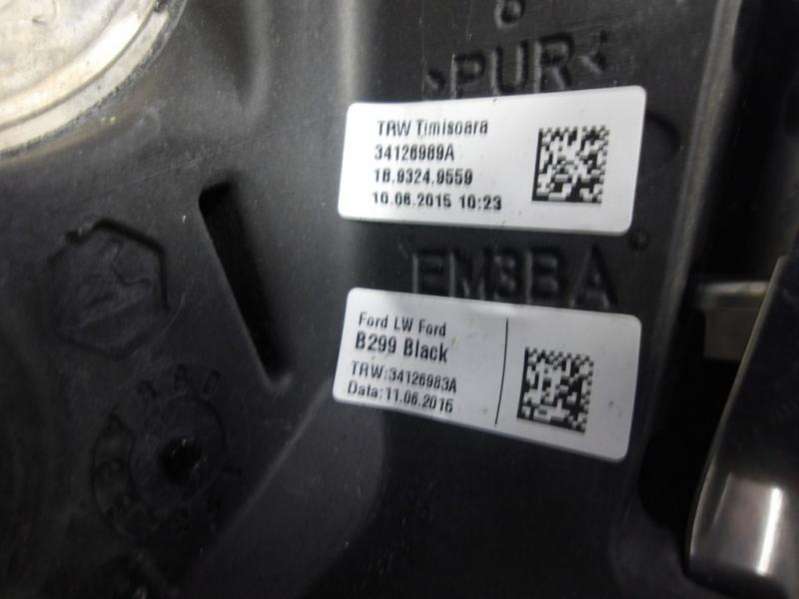 >PUR<
TRW Timisoara
34126989A
18.9324.9559
10.06.2015 10:23
EM3BA
Ford LW Ford
B299 Black
TRW:34126983A
Data:11.06.2015